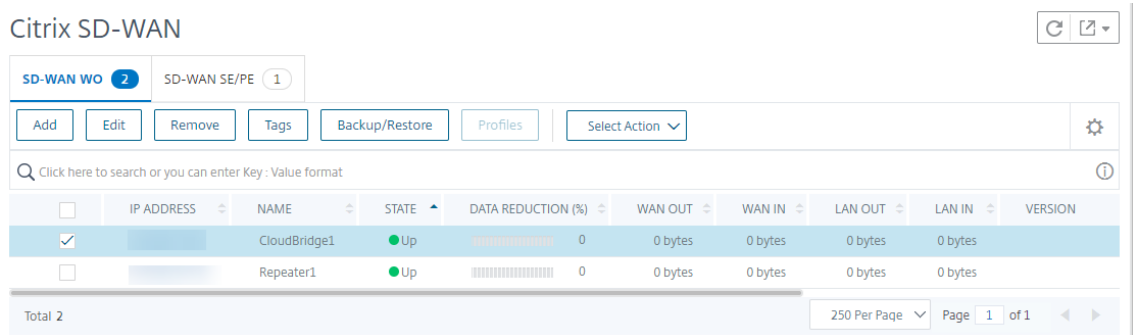 Citrix SD-WAN
SD-WAN WO 2 SD-WAN SE/PE 1
Add Edit Remove Tags Backup/Restore Profiles Select Action
Click here to search or you can enter Key : Value format
IP ADDRESS NAME STATE DATA REDUCTION (%) WAN OUT WAN IN LAN OUT LAN IN VERSION
CloudBridge1 Up 0 0 bytes 0 bytes 0 bytes 0 bytes
Repeater1 Up 0 0 bytes 0 bytes 0 bytes 0 bytes
Total 2 250 Per Page Page 1 of 1